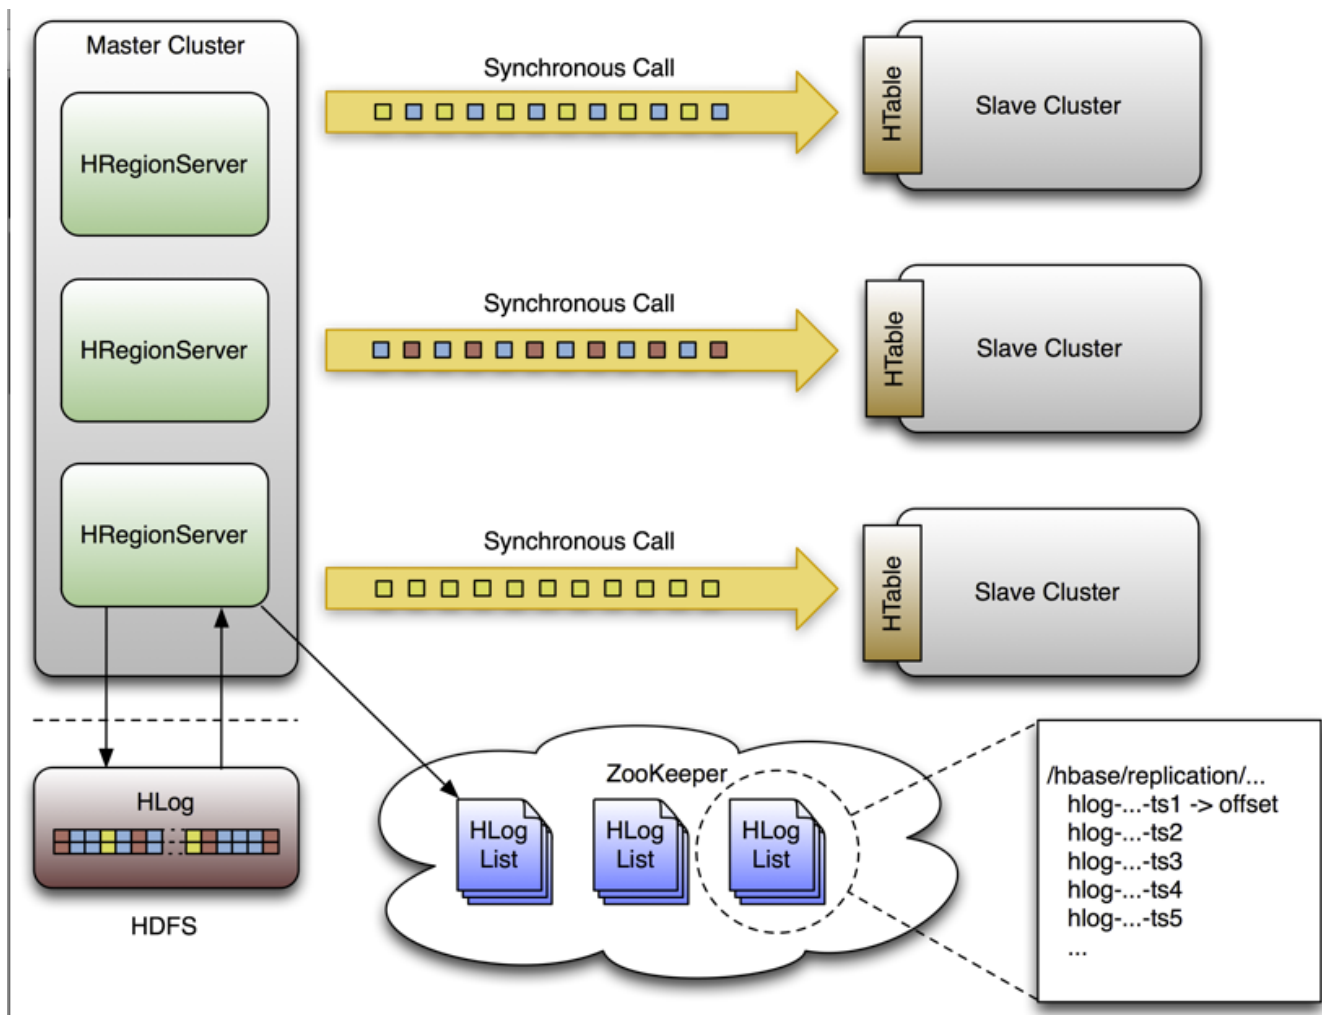 Master Cluster
HRegionServer
HRegionServer
HRegionServer
Synchronous Call
HTable
Slave Cluster
Synchronous Call
HTable
Slave Cluster
Synchronous Call
HTable
Slave Cluster
HLog
HDFS
ZooKeeper
HLog
List
HLog
List
HLog
List
/hbase/replication/...
hlog-...-ts1 -> offset
hlog-...-ts2
hlog-...-ts3
hlog-...-ts4
hlog-...-ts5
...